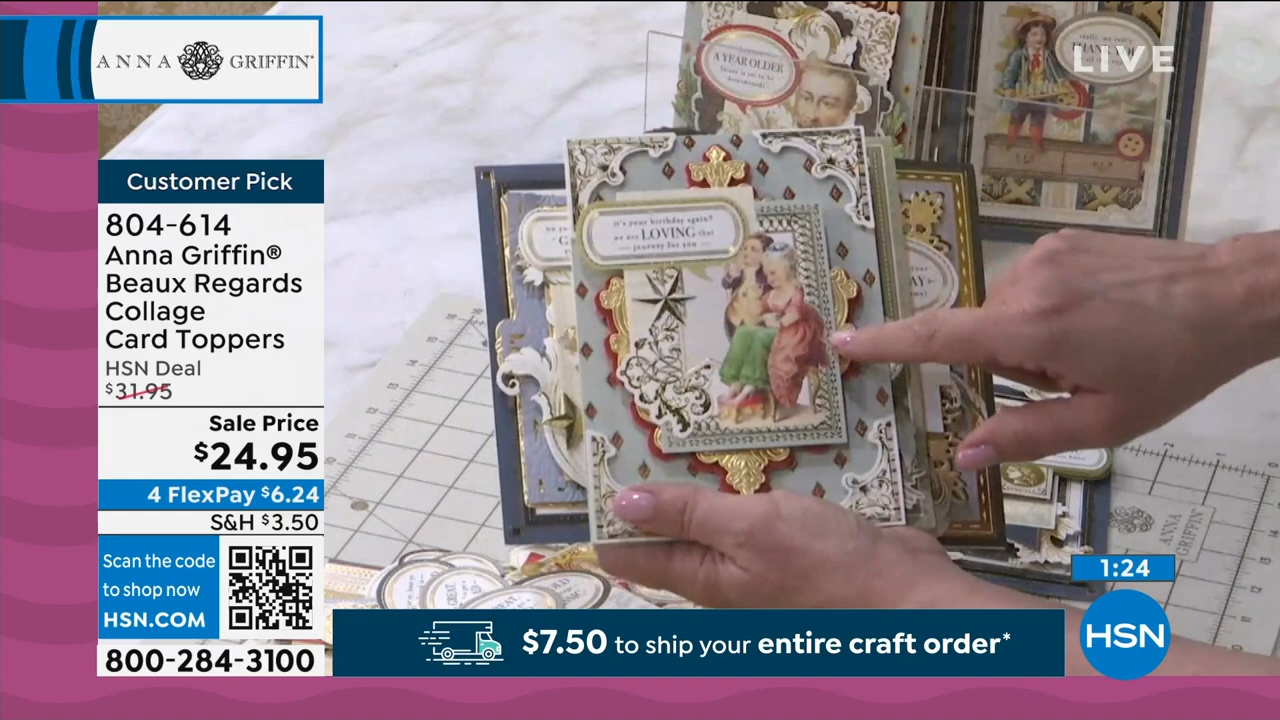 ANNA GRIFFIN®
LIVE
Customer Pick
804-614
Anna Griffin®
Beaux Regards
Collage
Card Toppers
HSN Deal
$31.95
Sale Price
$24.95
4 FlexPay $6.24
S&H $3.50
Scan the code
to shop now
HSN.COM
800-284-3100
A YEAR OLDER
it's your birthday again?
we are LOVING that
journey for you
ANNA
GRIFFIN
1:24
HSN
$7.50 to ship your entire craft order*